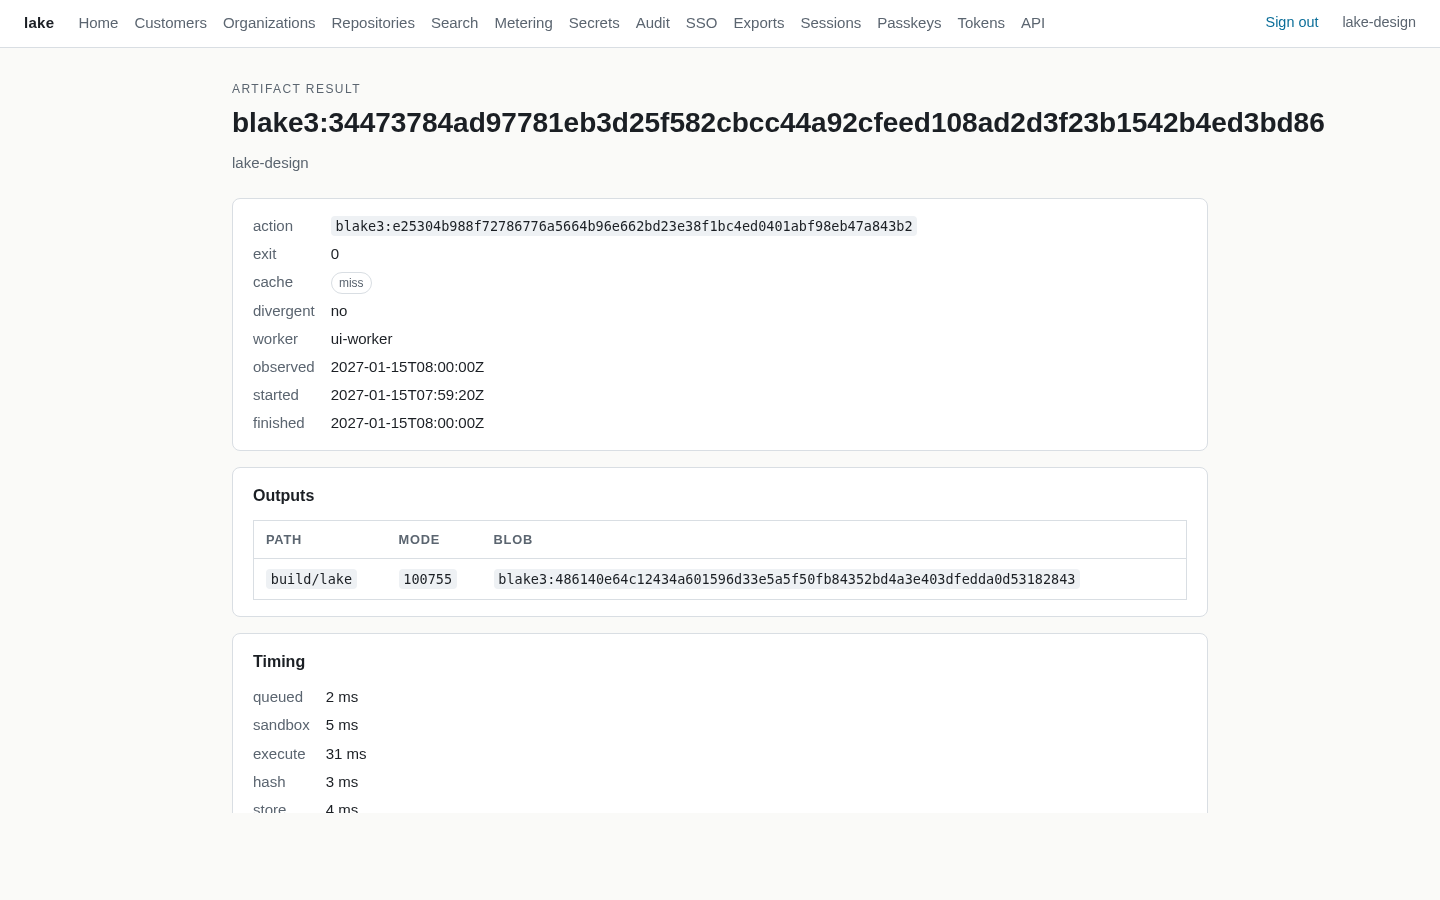 lake Home Customers Organizations Repositories Search Metering Secrets Audit SSO Exports Sessions Passkeys Tokens API Sign out lake-design
ARTIFACT RESULT
blake3:34473784ad97781eb3d25f582cbcc44a92cfeed108ad2d3f23b1542b4ed3bd86
lake-design
action blake3:e25304b988f72786776a5664b96e662bd23e38f1bc4ed0401abf98eb47a843b2
exit 0
cache miss
divergent no
worker ui-worker
observed 2027-01-15T08:00:00Z
started 2027-01-15T07:59:20Z
finished 2027-01-15T08:00:00Z
Outputs
PATH MODE BLOB
build/lake 100755 blake3:486140e64c12434a601596d33e5a5f50fb84352bd4a3e403dfedda0d53182843
Timing
queued 2 ms
sandbox 5 ms
execute 31 ms
hash 3 ms
store 4 ms